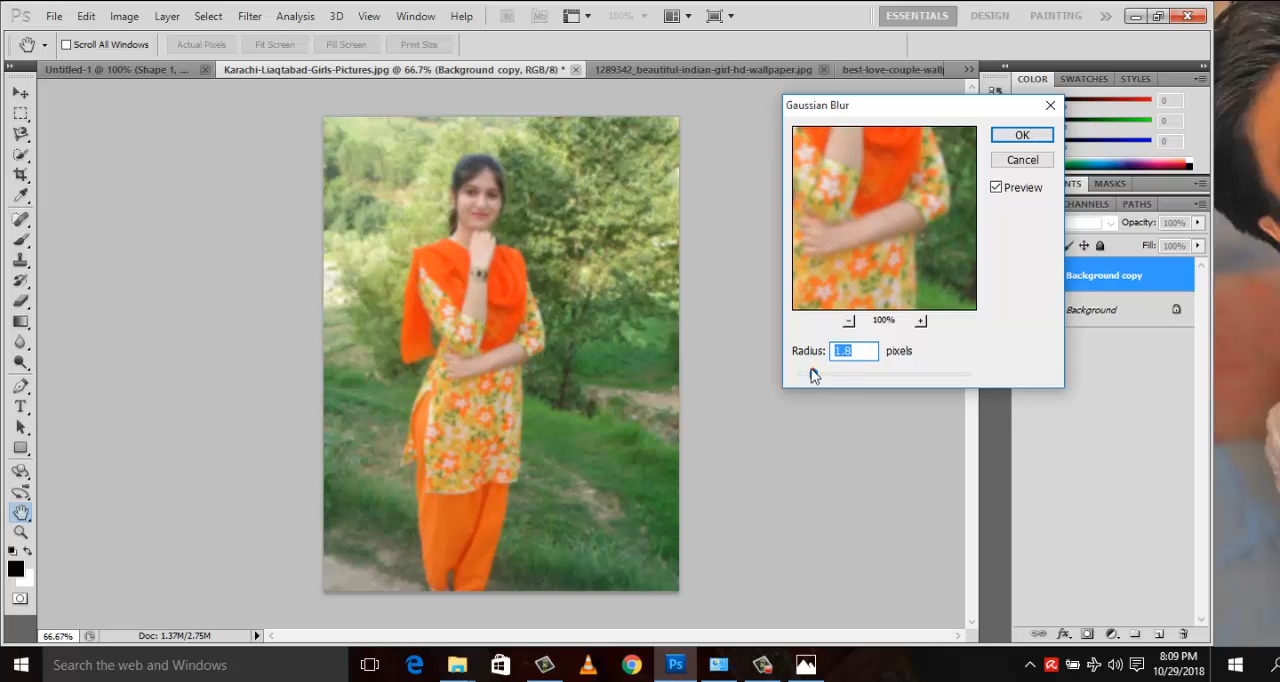 Ps File Edit Image Layer Select Filter Analysis 3D View Window Help Br Mb 100% ESSENTIALS DESIGN PAINTING
Scroll All Windows Actual Pixels Fit Screen Fill Screen Print Size
Untitled-1 @ 100% (Shape 1, ... Karachi-Liaqtabad-Girls-Pictures.jpg @ 66.7% (Background copy, RGB/8) * 1289342_beautiful-indian-girl-hd-wallpaper.jpg best-love-couple-wall
COLOR SWATCHES STYLES
Gaussian Blur
0
0
0
OK
Cancel
Preview
NTS MASKS
CHANNELS PATHS
Opacity: 100%
Fill: 100%
Background copy
Background
100%
Radius: 1.8 pixels
66.67% Doc: 1.37M/2.75M
fx
Search the web and Windows
Ps
8:09 PM
10/29/2018